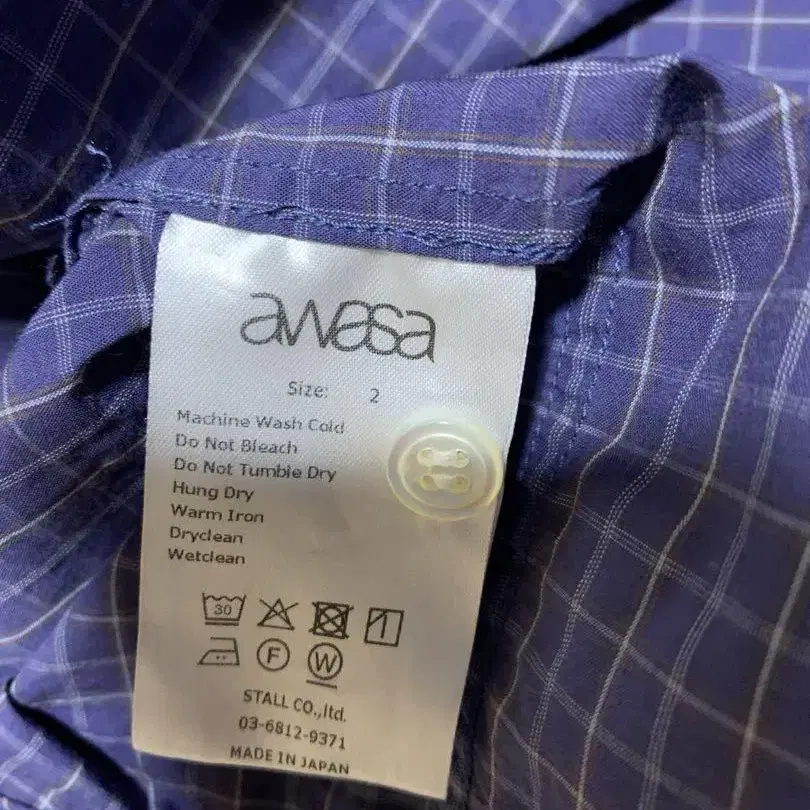 awasa
Size: 2
Machine Wash Cold
Do Not Bleach
Do Not Tumble Dry
Hung Dry
Warm Iron
Dryclean
Wetclean
30
F W
STALL CO.,ltd.
03-6812-9371
MADE IN JAPAN